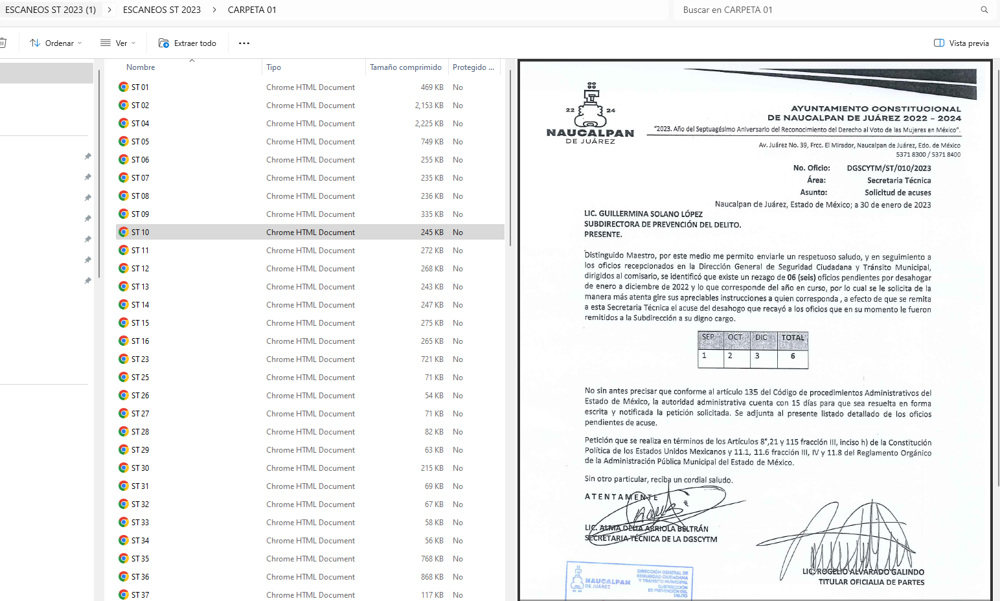 ESCANEOS ST 2023 (1) > ESCANEOS ST 2023 > CARPETA 01
Buscar en CARPETA 01
Ordenar
Ver
Extraer todo
Vista previa
Nombre Tipo Tamaño comprimido Protegido ...
ST 01 Chrome HTML Document 469 KB No
ST 02 Chrome HTML Document 2,153 KB No
ST 04 Chrome HTML Document 2,225 KB No
ST 05 Chrome HTML Document 749 KB No
ST 06 Chrome HTML Document 255 KB No
ST 07 Chrome HTML Document 235 KB No
ST 08 Chrome HTML Document 236 KB No
ST 09 Chrome HTML Document 335 KB No
ST 10 Chrome HTML Document 245 KB No
ST 11 Chrome HTML Document 272 KB No
ST 12 Chrome HTML Document 268 KB No
ST 13 Chrome HTML Document 243 KB No
ST 14 Chrome HTML Document 247 KB No
ST 15 Chrome HTML Document 275 KB No
ST 16 Chrome HTML Document 265 KB No
ST 23 Chrome HTML Document 721 KB No
ST 25 Chrome HTML Document 71 KB No
ST 26 Chrome HTML Document 54 KB No
ST 27 Chrome HTML Document 71 KB No
ST 28 Chrome HTML Document 82 KB No
ST 29 Chrome HTML Document 63 KB No
ST 30 Chrome HTML Document 215 KB No
ST 31 Chrome HTML Document 69 KB No
ST 32 Chrome HTML Document 67 KB No
ST 33 Chrome HTML Document 58 KB No
ST 34 Chrome HTML Document 56 KB No
ST 35 Chrome HTML Document 768 KB No
ST 36 Chrome HTML Document 868 KB No
ST 37 Chrome HTML Document 117 KB No
22 24
NAUCALPAN
DE JUÁREZ
AYUNTAMIENTO CONSTITUCIONAL
DE NAUCALPAN DE JUÁREZ 2022 – 2024
"2023. Año del Septuagésimo Aniversario del Reconocimiento del Derecho al Voto de las Mujeres en México".
Av. Juárez No. 39, Frcc. El Mirador, Naucalpan de Juárez, Edo. de México
5371 8300 / 5371 8400
No. Oficio: DGSCYTM/ST/010/2023
Área: Secretaria Técnica
Asunto: Solicitud de acuses
Naucalpan de Juárez, Estado de México; a 30 de enero de 2023
LIC. GUILLERMINA SOLANO LÓPEZ
SUBDIRECTORA DE PREVENCIÓN DEL DELITO.
PRESENTE.
Distinguido Maestro, por este medio me permito enviarle un respetuoso saludo, y en seguimiento a
los oficios recepcionados en la Dirección General de Seguridad Ciudadana y Tránsito Municipal,
dirigidos al comisario, se identificó que existe un rezago de 06 (seis) oficios pendientes por desahogar
de enero a diciembre de 2022 y lo que corresponde del año en curso, por lo cual se le solicita de la
manera más atenta gire sus apreciables instrucciones a quien corresponda , a efecto de que se remita
a esta Secretaria Técnica el acuse del desahogo que recayó a los oficios que en su momento le fueron
remitidos a la Subdirección a su digno cargo.
SEP OCT DIC TOTAL
1 2 3 6
No sin antes precisar que conforme al artículo 135 del Código de procedimientos Administrativos del
Estado de México, la autoridad administrativa cuenta con 15 días para que sea resuelta en forma
escrita y notificada la petición solicitada. Se adjunta al presente listado detallado de los oficios
pendientes de acuse.
Petición que se realiza en términos de los Artículos 8°,21 y 115 fracción III, inciso h) de la Constitución
Política de los Estados Unidos Mexicanos y 11.1, 11.6 fracción III, IV y 11.8 del Reglamento Orgánico
de la Administración Pública Municipal del Estado de México.
Sin otro particular, reciba un cordial saludo.
ATENTAMENTE
LIC. ALMA DELIA ARRIOLA BELTRÁN
SECRETARIA TÉCNICA DE LA DGSCYTM
LIC. ROGELIO ALVARADO GALINDO
TITULAR OFICIALIA DE PARTES
NAUCALPAN
DE JUÁREZ
DIRECCIÓN GENERAL DE
SEGURIDAD CIUDADANA
Y TRÁNSITO MUNICIPAL
SUBDIRECCIÓN
DE PREVENCIÓN DEL
DELITO